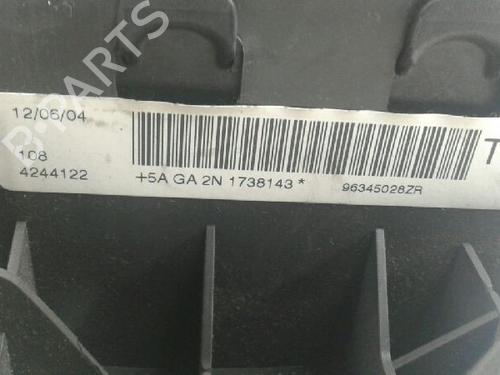 B-PARTS
12/06/04
108
4244122
+5A GA 2N 1738143 *
96345028ZR
T